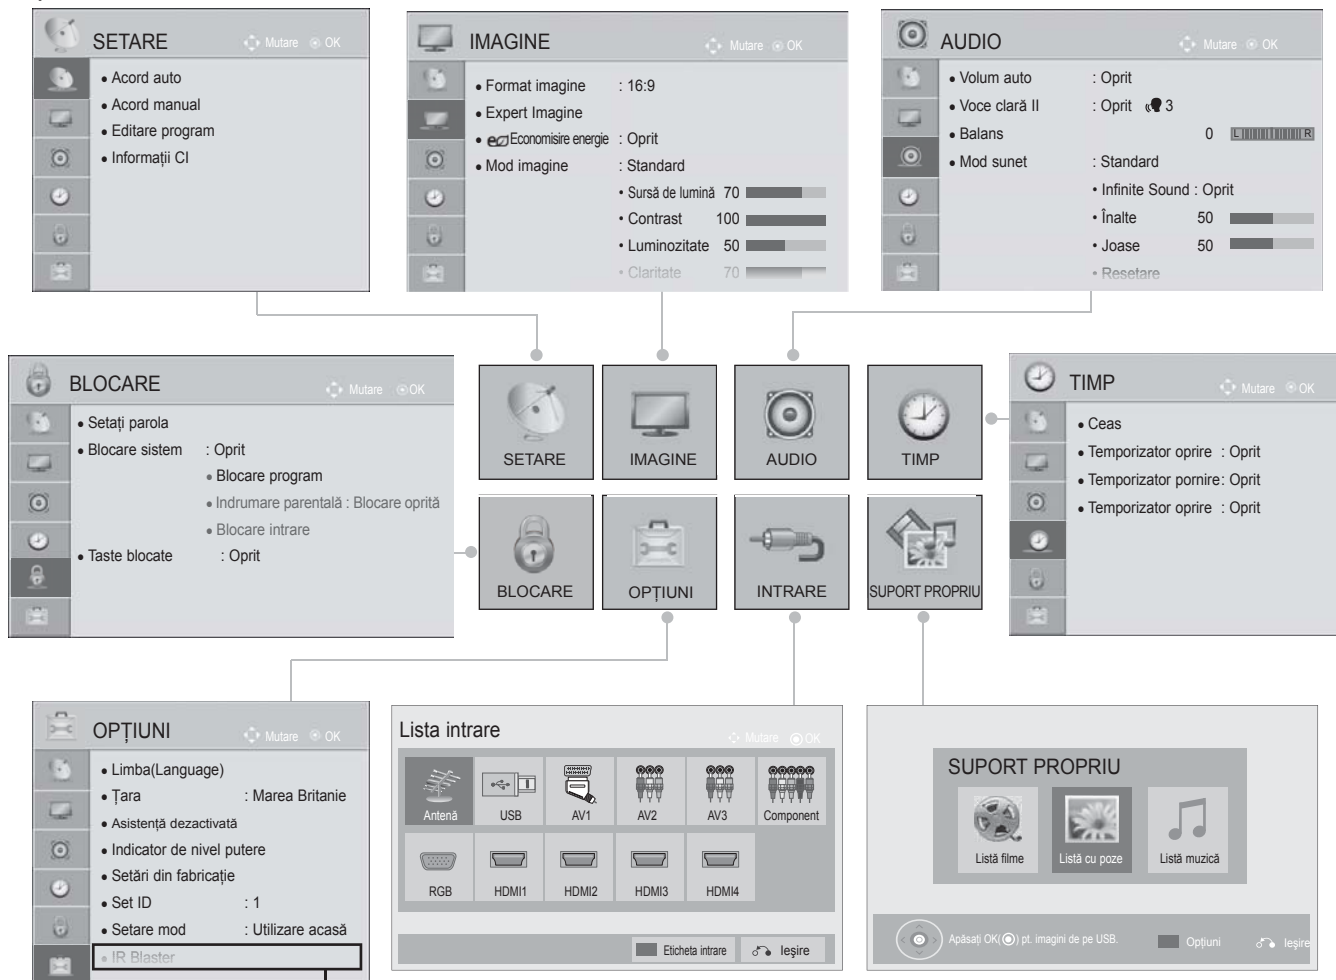 SETARE
Mutare OK
• Acord auto
• Acord manual
• Editare program
• Informații CI
IMAGINE
Mutare OK
• Format imagine : 16:9
• Expert Imagine
• eco Economisire energie : Oprit
• Mod imagine : Standard
• Sursă de lumină 70
• Contrast 100
• Luminozitate 50
• Claritate 70
AUDIO
Mutare OK
• Volum auto : Oprit
• Voce clară II : Oprit 3
• Balans 0 L R
• Mod sunet : Standard
• Infinite Sound : Oprit
• Înalte 50
• Joase 50
• Resetare
BLOCARE
Mutare OK
• Setați parola
• Blocare sistem : Oprit
• Blocare program
• Indrumare parentală : Blocare oprită
• Blocare intrare
• Taste blocate : Oprit
SETARE
IMAGINE
AUDIO
TIMP
BLOCARE
OPȚIUNI
INTRARE
SUPORT PROPRIU
TIMP
Mutare OK
• Ceas
• Temporizator oprire : Oprit
• Temporizator pornire: Oprit
• Temporizator oprire : Oprit
OPȚIUNI
Mutare OK
• Limba(Language)
• Țara : Marea Britanie
• Asistență dezactivată
• Indicator de nivel putere
• Setări din fabricație
• Set ID : 1
• Setare mod : Utilizare acasă
• IR Blaster
Lista intrare
Mutare OK
Antenă
USB
AV1
AV2
AV3
Component
RGB
HDMI1
HDMI2
HDMI3
HDMI4
Eticheta intrare
Ieșire
SUPORT PROPRIU
Listă filme
Listă cu poze
Listă muzică
Apăsați OK(◉) pt. imagini de pe USB.
Opțiuni
Ieșire